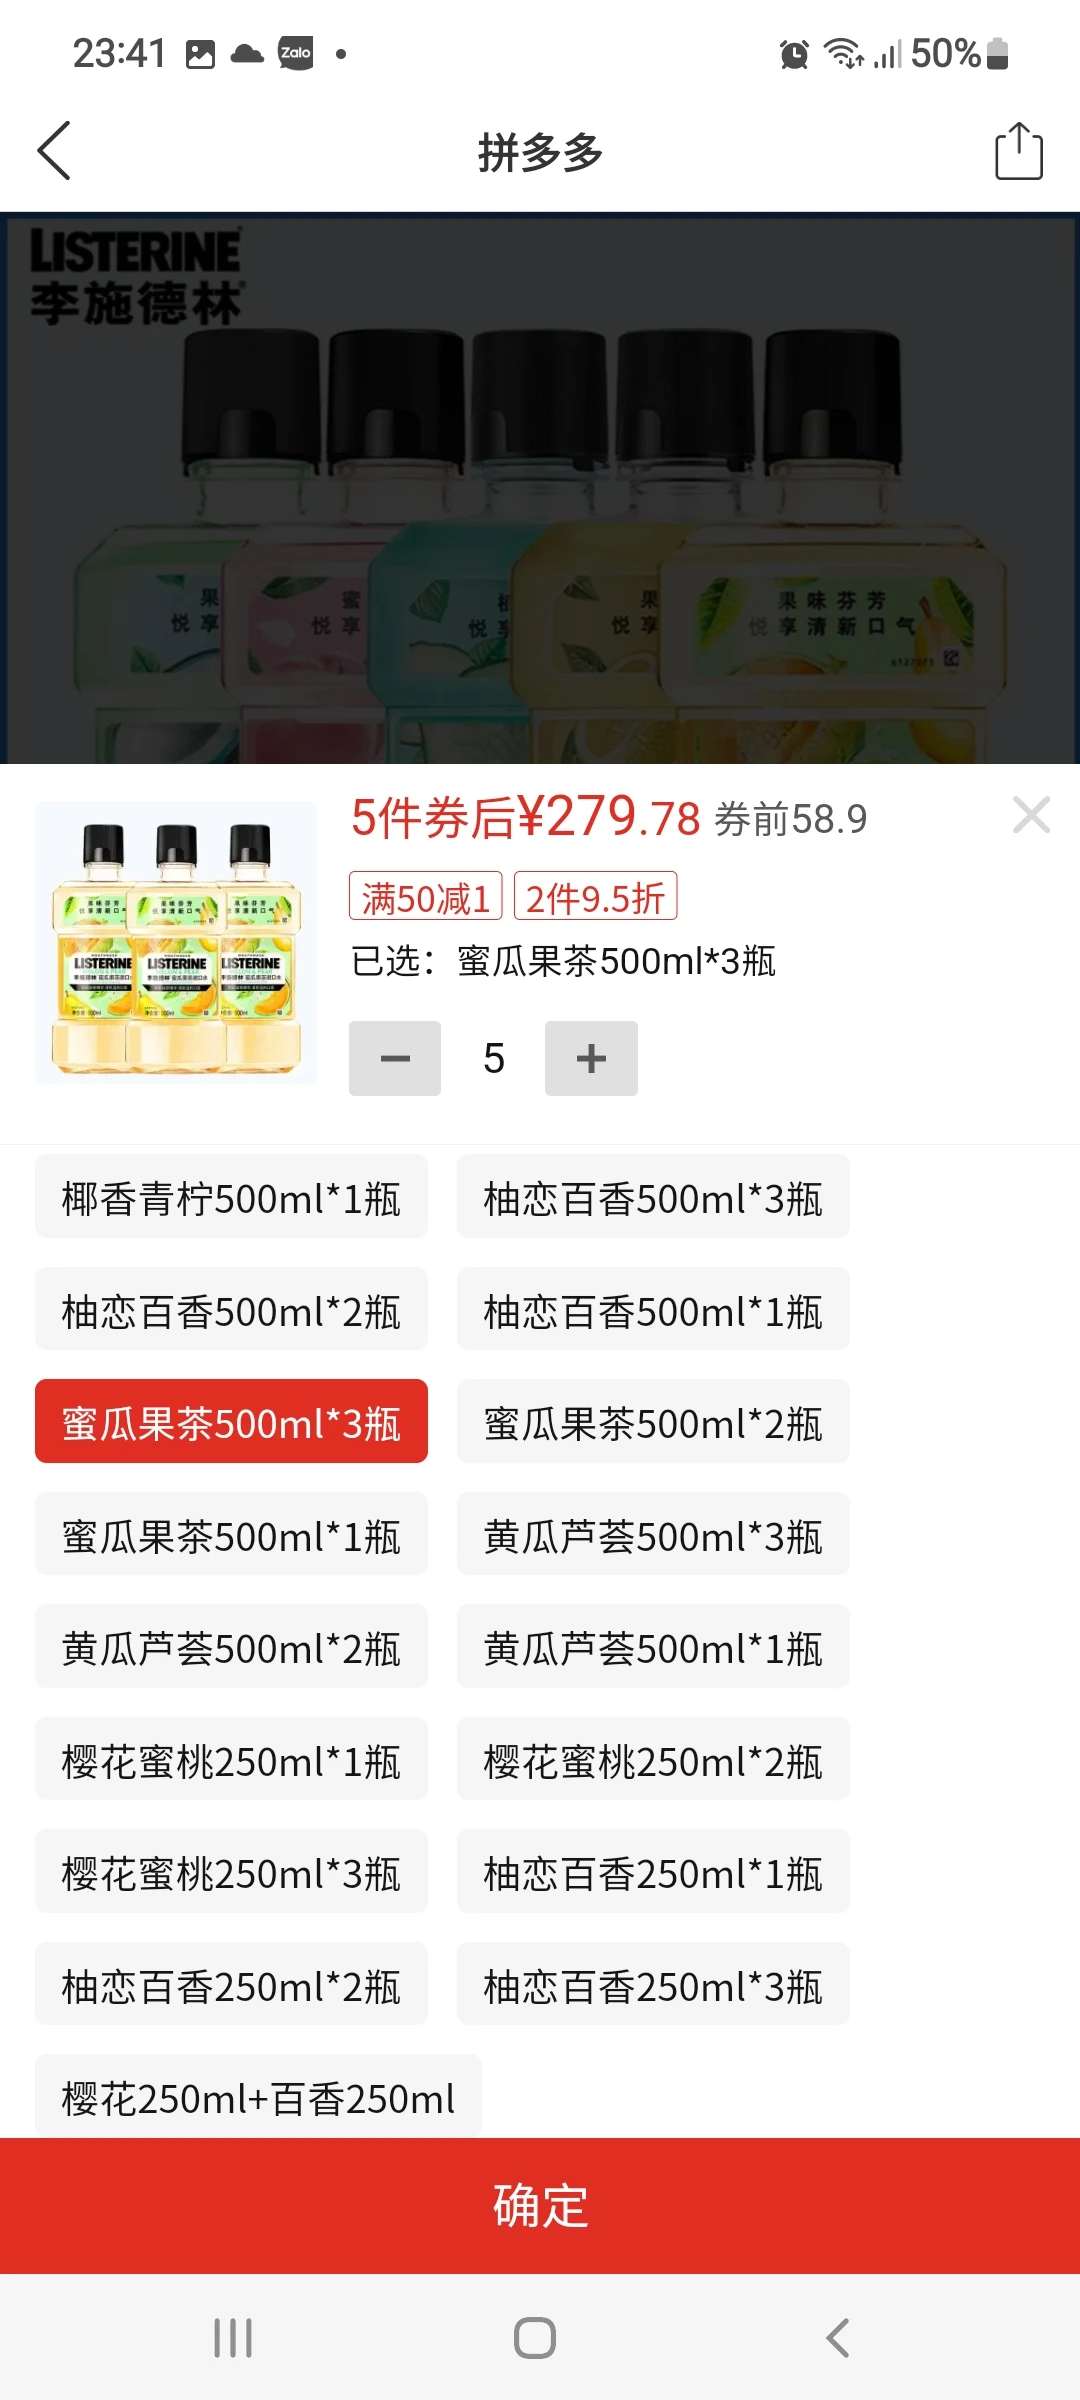 23:41 Zalo 50%
拼多多
LISTERINE
李施德林
果 蜜 果 果味芬芳
悦享 悦享 悦享 悦享 悦享清新口气
5件券后¥279.78 券前58.9
满50减1 2件9.5折
已选：蜜瓜果茶500ml*3瓶
LISTERINE LISTERINE LISTERINE
5
椰香青柠500ml*1瓶 柚恋百香500ml*3瓶
柚恋百香500ml*2瓶 柚恋百香500ml*1瓶
蜜瓜果茶500ml*3瓶 蜜瓜果茶500ml*2瓶
蜜瓜果茶500ml*1瓶 黄瓜芦荟500ml*3瓶
黄瓜芦荟500ml*2瓶 黄瓜芦荟500ml*1瓶
樱花蜜桃250ml*1瓶 樱花蜜桃250ml*2瓶
樱花蜜桃250ml*3瓶 柚恋百香250ml*1瓶
柚恋百香250ml*2瓶 柚恋百香250ml*3瓶
樱花250ml+百香250ml
确定